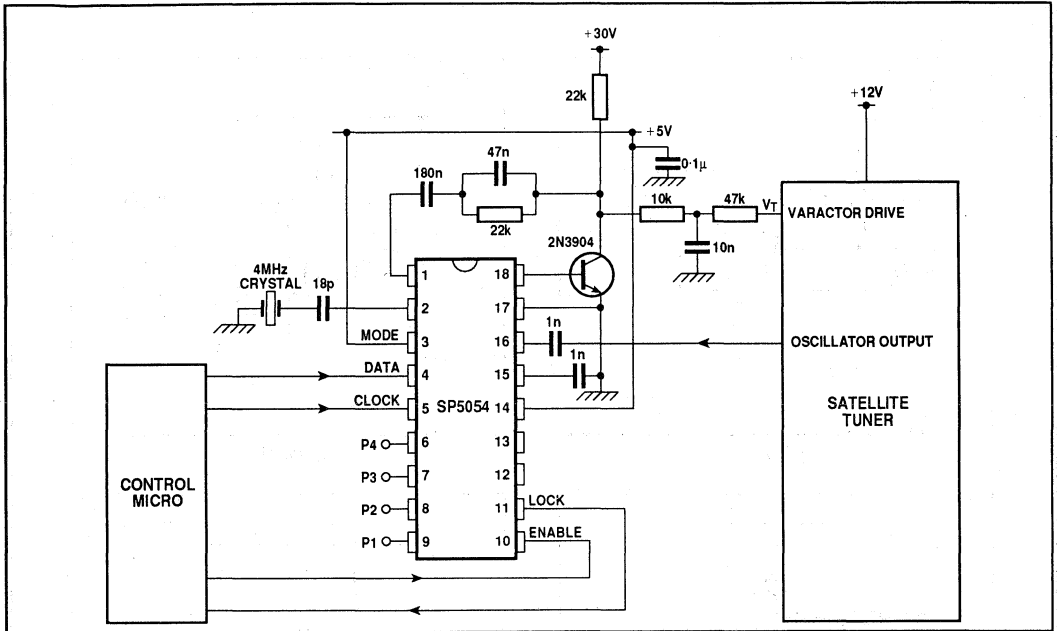 +30V
22k
+12V
+5V
47n
180n
0·1µ
22k
10k
47k
VT
VARACTOR DRIVE
10n
2N3904
4MHz
CRYSTAL
18p
1
18
2
17
1n
MODE
3
16
OSCILLATOR OUTPUT
1n
DATA
4
15
CLOCK
5
SP5054
14
SATELLITE
TUNER
P4
6
13
P3
7
12
CONTROL
MICRO
P2
8
11
LOCK
P1
9
10
ENABLE